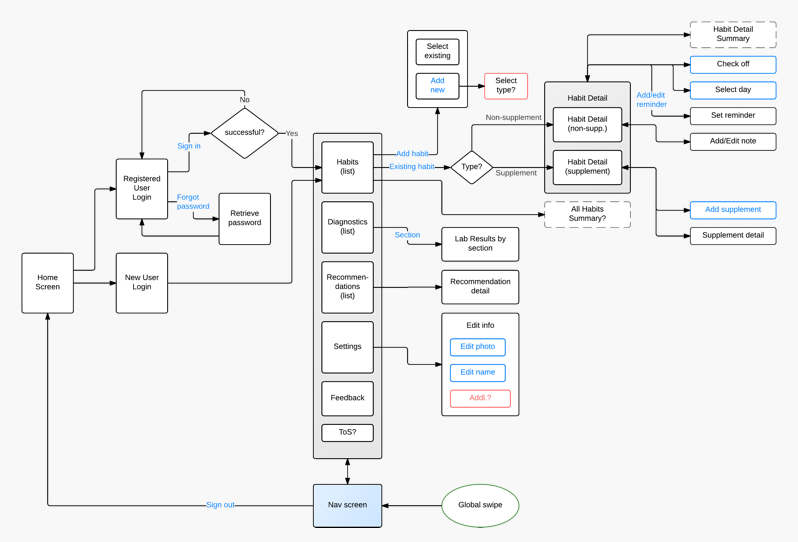 Habit Detail
Summary
Select
existing
Check off
Add
new
Select
type?
Add/edit
reminder
Select day
Habit Detail
No
Set reminder
Non-supplement
Habit Detail
(non-supp.)
successful?
Yes
Sign in
Add/Edit note
Add habit
Habits
(list)
Existing habit
Type?
Supplement
Habit Detail
(supplement)
Registered
User
Login
Forgot
password
Retrieve
password
Diagnostics
(list)
All Habits
Summary?
Add supplement
Section
Supplement detail
Lab Results by
section
Home
Screen
New User
Login
Recommen-
dations
(list)
Recommendation
detail
Edit info
Settings
Edit photo
Edit name
Feedback
Addl.?
ToS?
Sign out
Nav screen
Global swipe